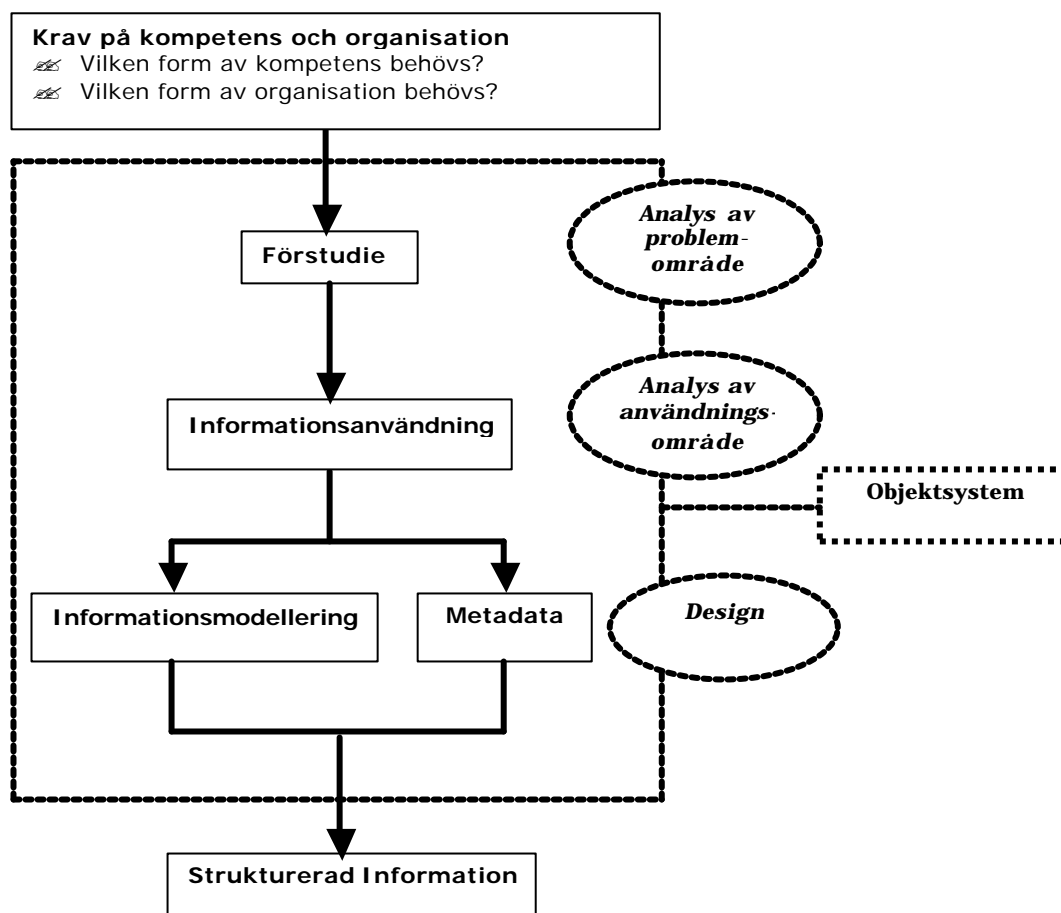 Krav på kompetens och organisation
Vilken form av kompetens behövs?
Vilken form av organisation behövs?
Analys av
problem-
område
Förstudie
Analys av
användnings-
område
Informationsanvändning
Objektsystem
Informationsmodellering
Metadata
Design
Strukturerad Information